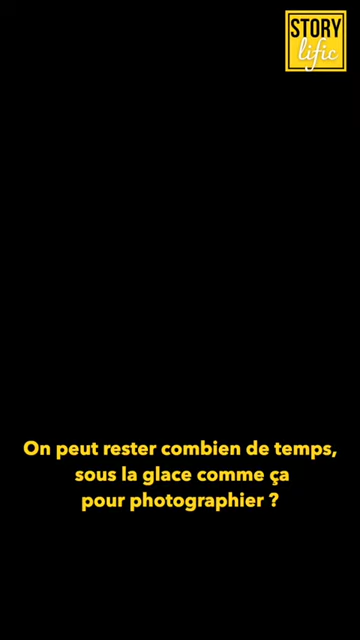 STORY
lific
On peut rester combien de temps,
sous la glace comme ça
pour photographier ?